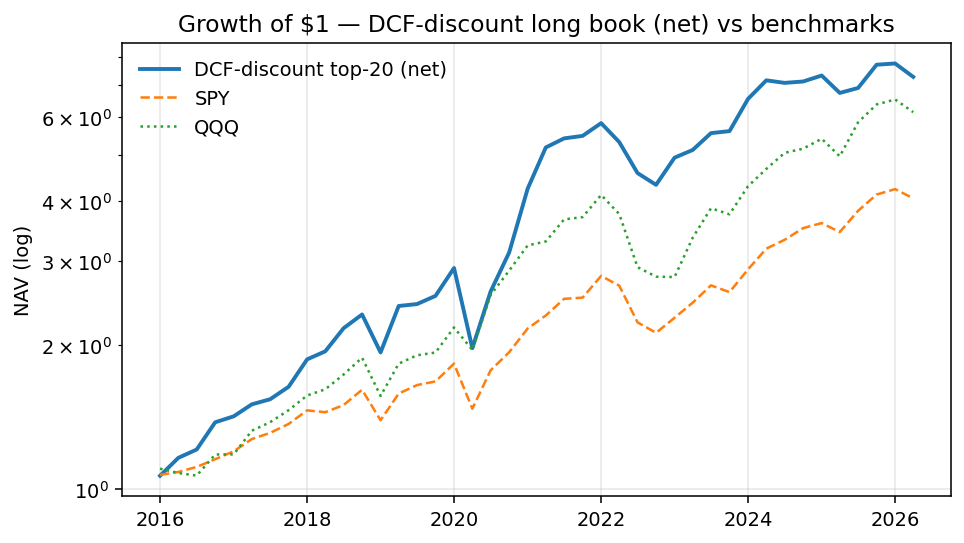 Growth of $1 — DCF-discount long book (net) vs benchmarks
DCF-discount top-20 (net)
SPY
QQQ
NAV (log)
6 × 10⁰
4 × 10⁰
3 × 10⁰
2 × 10⁰
10⁰
2016 2018 2020 2022 2024 2026